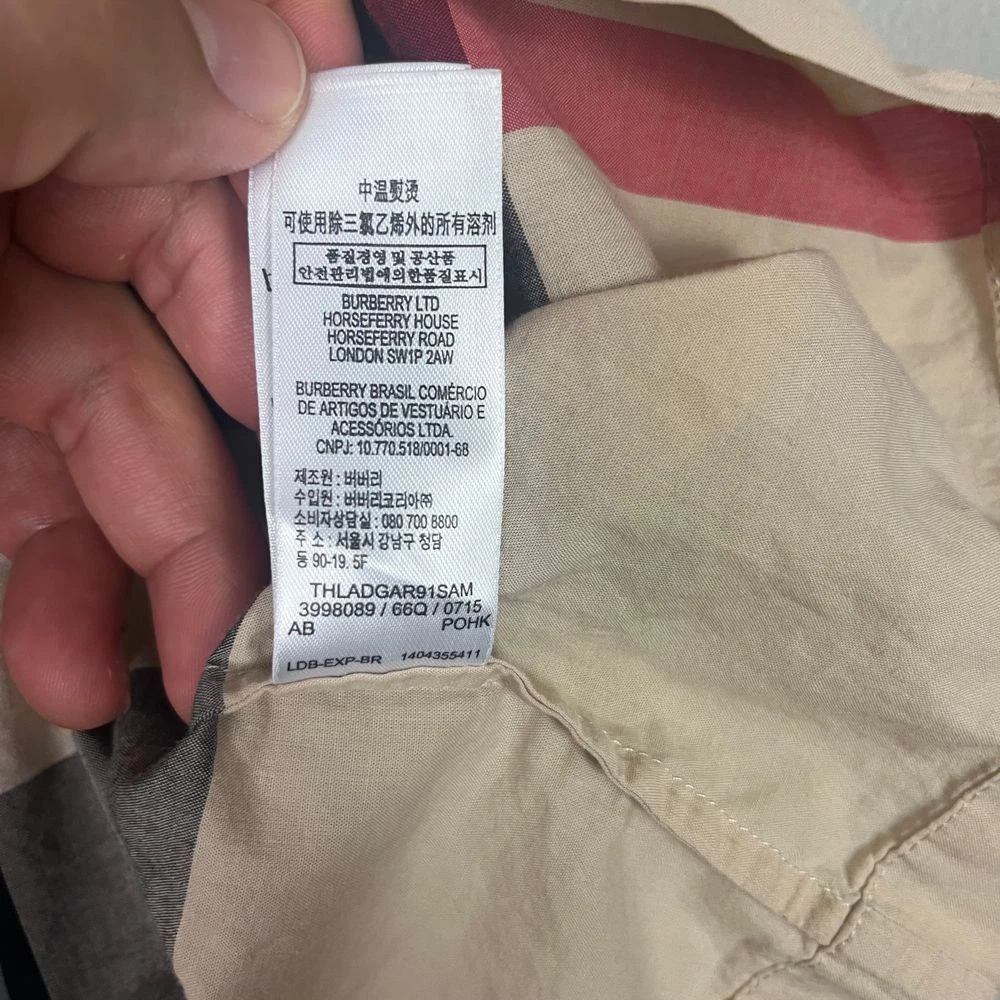 中温熨烫
可使用除三氯乙烯外的所有溶剂
품질경영 및 공산품
안전관리법에의한품질표시
BURBERRY LTD
HORSEFERRY HOUSE
HORSEFERRY ROAD
LONDON SW1P 2AW
BURBERRY BRASIL COMÉRCIO
DE ARTIGOS DE VESTUÁRIO E
ACESSÓRIOS LTDA.
CNPJ: 10.770.518/0001-68
제조원 : 버버리
수입원 : 버버리코리아㈜
소비자상담실 : 080 700 8800
주 소 : 서울시 강남구 청담
동 90-19. 5F
THLADGAR91SAM
3998089 / 66Q / 0715
AB POHK
LDB-EXP-BR 1404355411